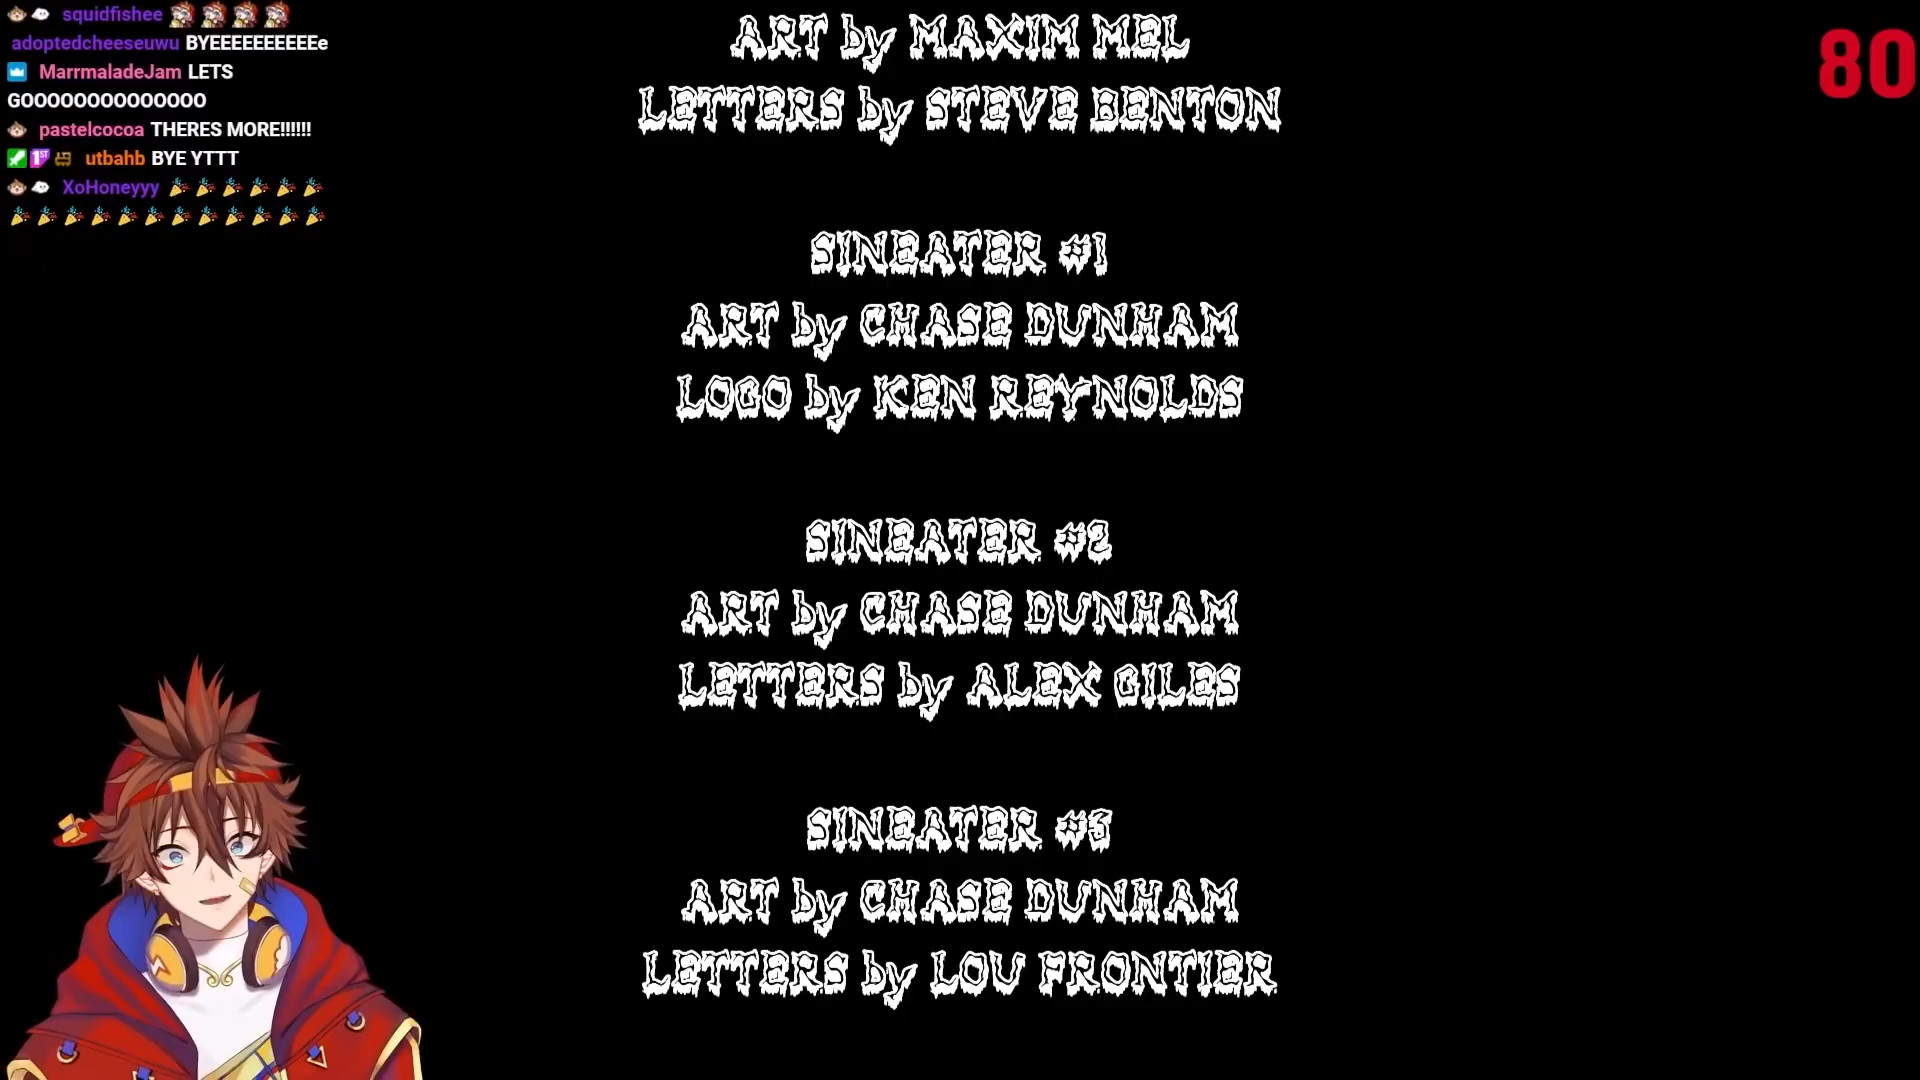 squidfishee
adoptedcheeseuwu BYEEEEEEEEEEe
MarrmaladeJam LETS
GOOOOOOOOOOOOOO
pastelcocoa THERES MORE!!!!!!
1ST utbahb BYE YTTT
XoHoneyyy
80
ART by MAXIM MEL
LETTERS by STEVE BENTON
SINEATER #1
ART by CHASE DUNHAM
LOGO by KEN REYNOLDS
SINEATER #2
ART by CHASE DUNHAM
LETTERS by ALEX GILES
SINEATER #3
ART by CHASE DUNHAM
LETTERS by LOU FRONTIER